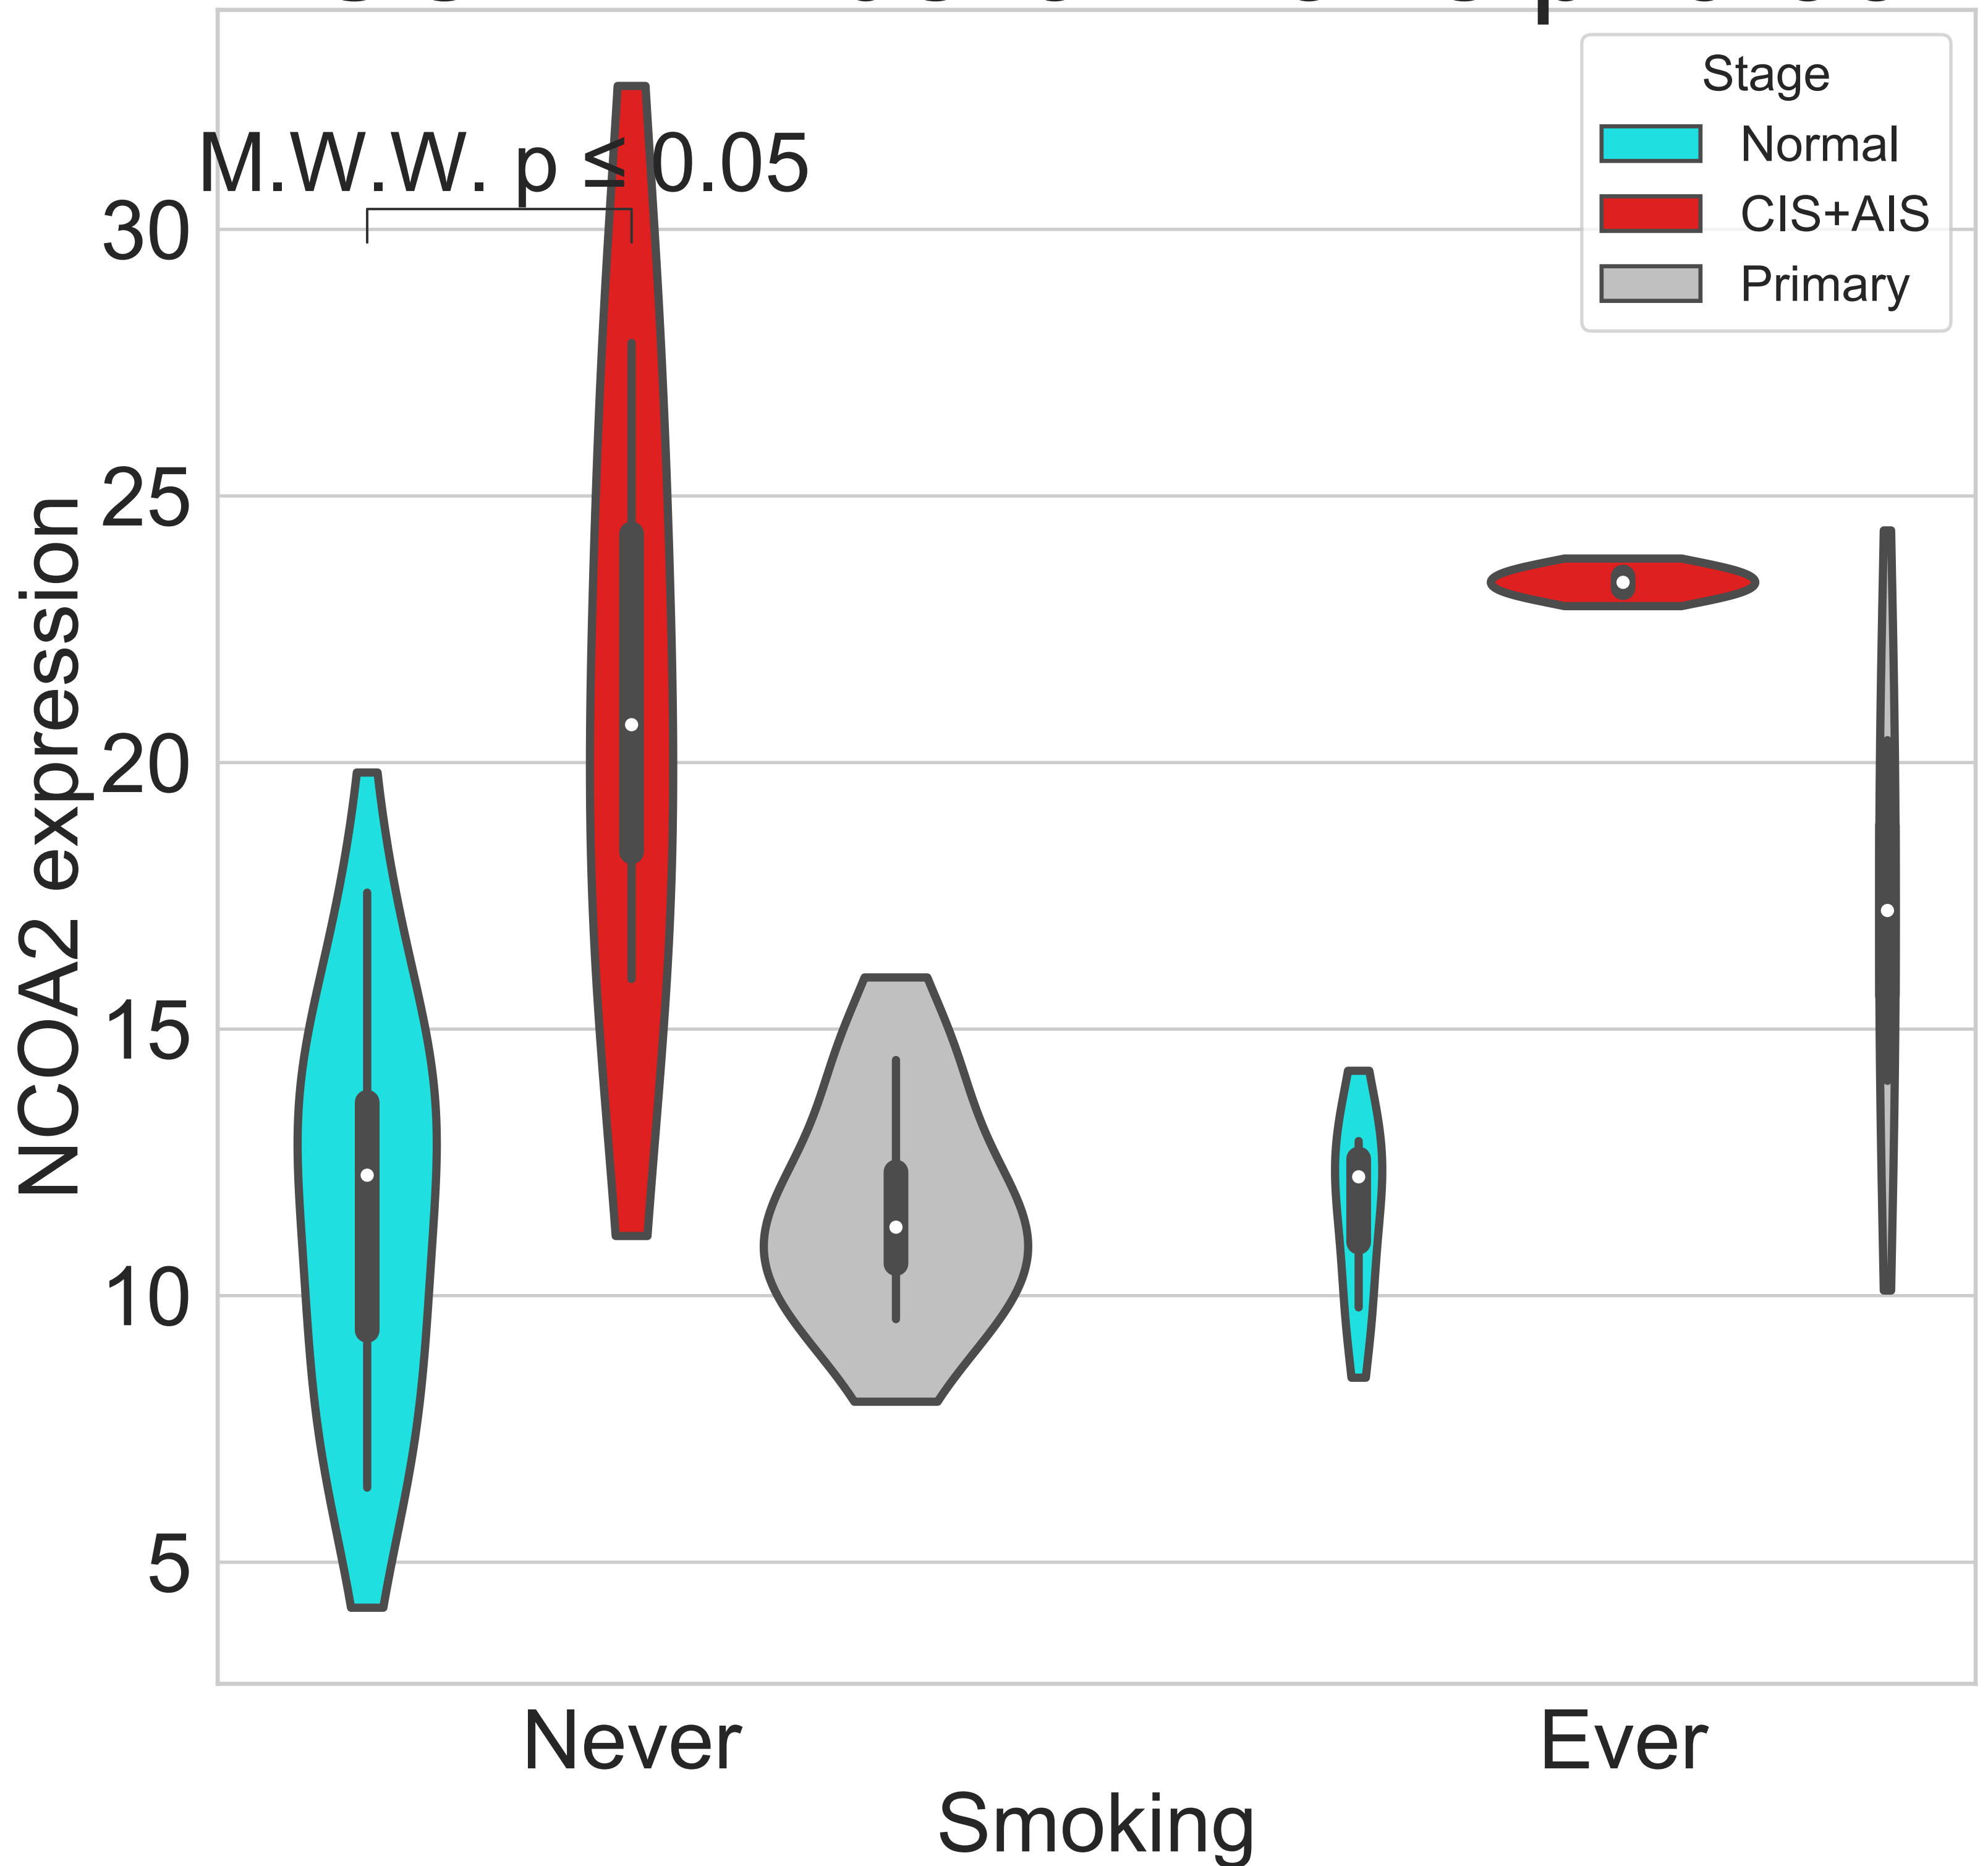 Stage
Normal
CIS+AIS
Primary
M.W.W. p ≤ 0.05
30
25
20
15
10
5
NCOA2 expression
Never
Ever
Smoking